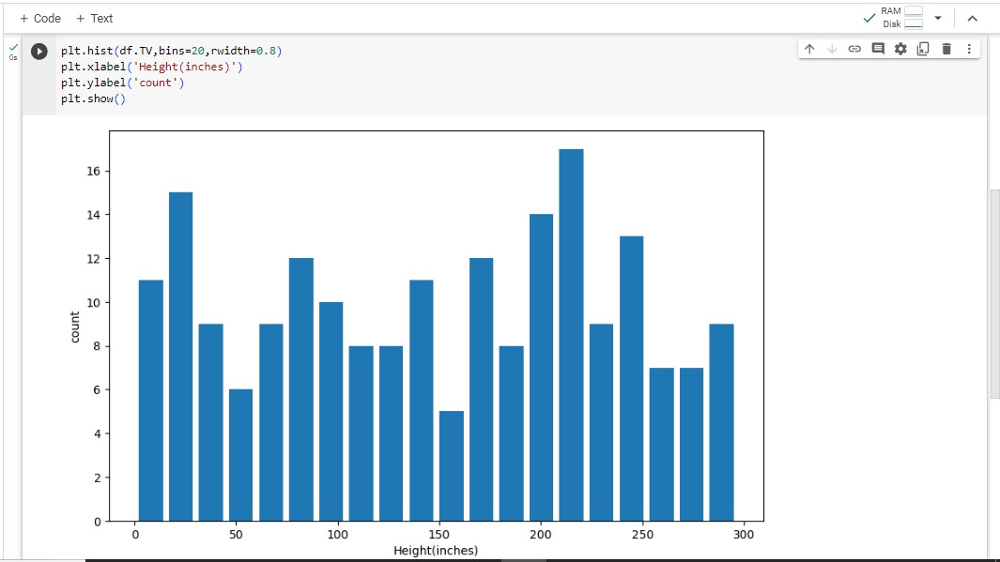 + Code + Text
RAM
Disk
0s
plt.hist(df.TV,bins=20,rwidth=0.8)
plt.xlabel('Height(inches)')
plt.ylabel('count')
plt.show()
16
14
12
10
8
6
4
2
0
count
0 50 100 150 200 250 300
Height(inches)